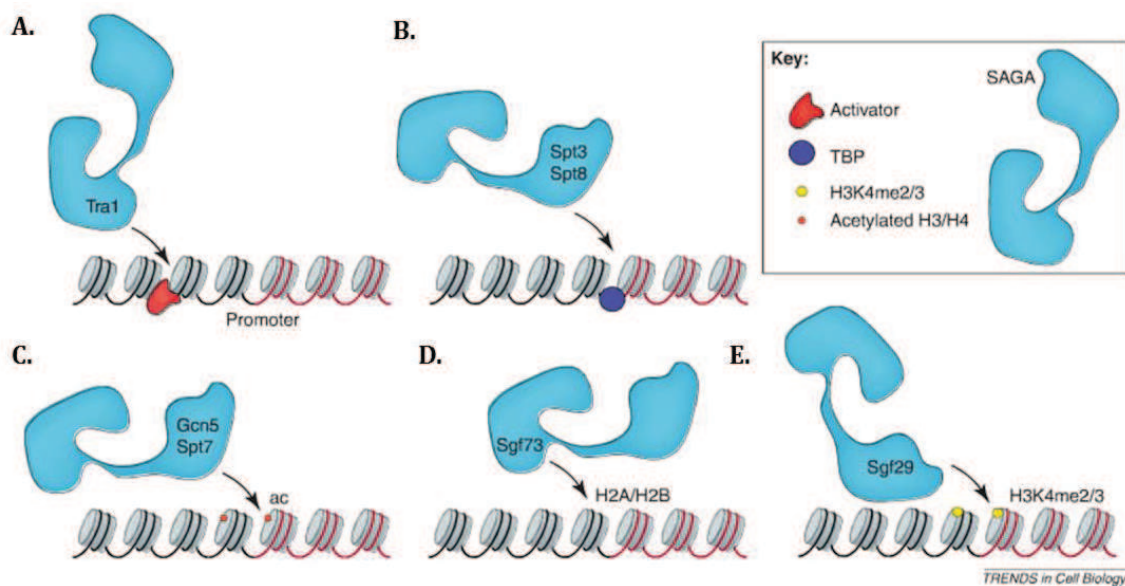 A.
Tra1
Promoter
B.
Spt3
Spt8
Key:
SAGA
Activator
TBP
H3K4me2/3
Acetylated H3/H4
C.
Gcn5
Spt7
ac
D.
Sgf73
H2A/H2B
E.
Sgf29
H3K4me2/3
TRENDS in Cell Biology